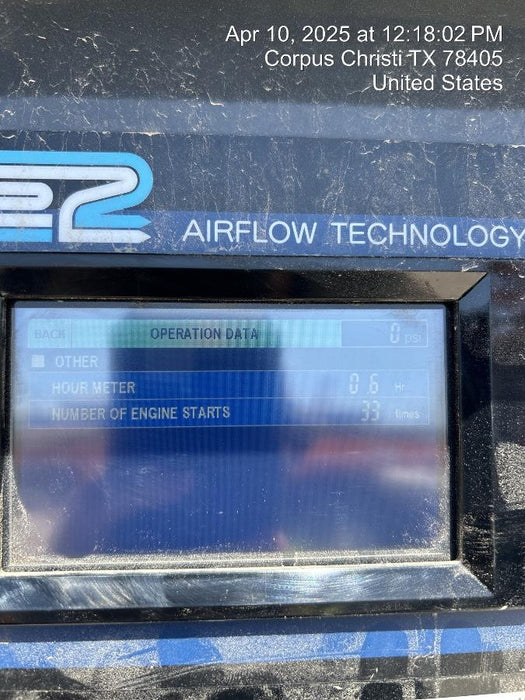 Apr 10, 2025 at 12:18:02 PM
Corpus Christi TX 78405
United States
AIRFLOW TECHNOLOGY
BACK OPERATION DATA 0 psi
OTHER
HOUR METER 0.6 Hr
NUMBER OF ENGINE STARTS 33 times